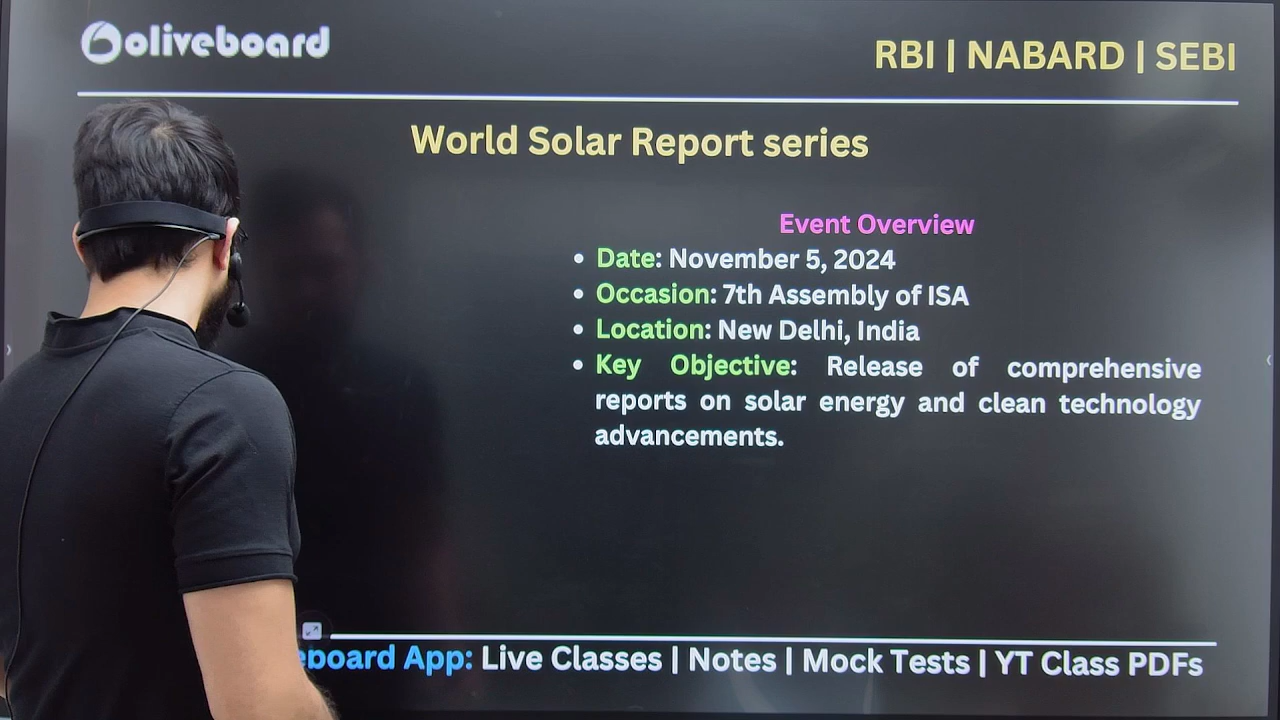 oliveboard
RBI | NABARD | SEBI
World Solar Report series
Event Overview
• Date: November 5, 2024
• Occasion: 7th Assembly of ISA
• Location: New Delhi, India
• Key Objective: Release of comprehensive
reports on solar energy and clean technology
advancements.
eboard App: Live Classes | Notes | Mock Tests | YT Class PDFs